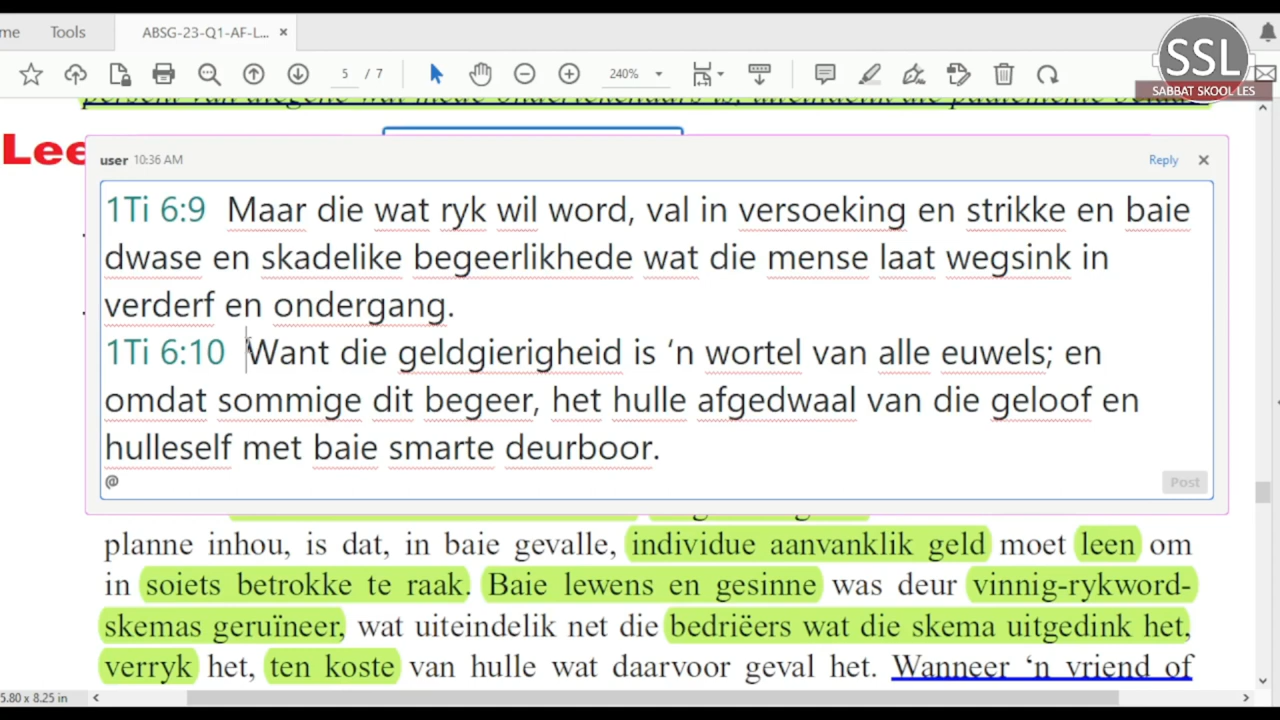 me Tools ABSG-23-Q1-AF-L... ×
5 / 7 240%
SSL
SABBAT SKOOL LES
Lee
user 10:36 AM Reply
1Ti 6:9 Maar die wat ryk wil word, val in versoeking en strikke en baie
dwase en skadelike begeerlikhede wat die mense laat wegsink in
verderf en ondergang.
1Ti 6:10 Want die geldgierigheid is ‘n wortel van alle euwels; en
omdat sommige dit begeer, het hulle afgedwaal van die geloof en
hulleself met baie smarte deurboor.
@ Post
planne inhou, is dat, in baie gevalle, individue aanvanklik geld moet leen om
in soiets betrokke te raak. Baie lewens en gesinne was deur vinnig-rykword-
skemas geruïneer, wat uiteindelik net die bedriëers wat die skema uitgedink het,
verryk het, ten koste van hulle wat daarvoor geval het. Wanneer ‘n vriend of
5.80 x 8.25 in